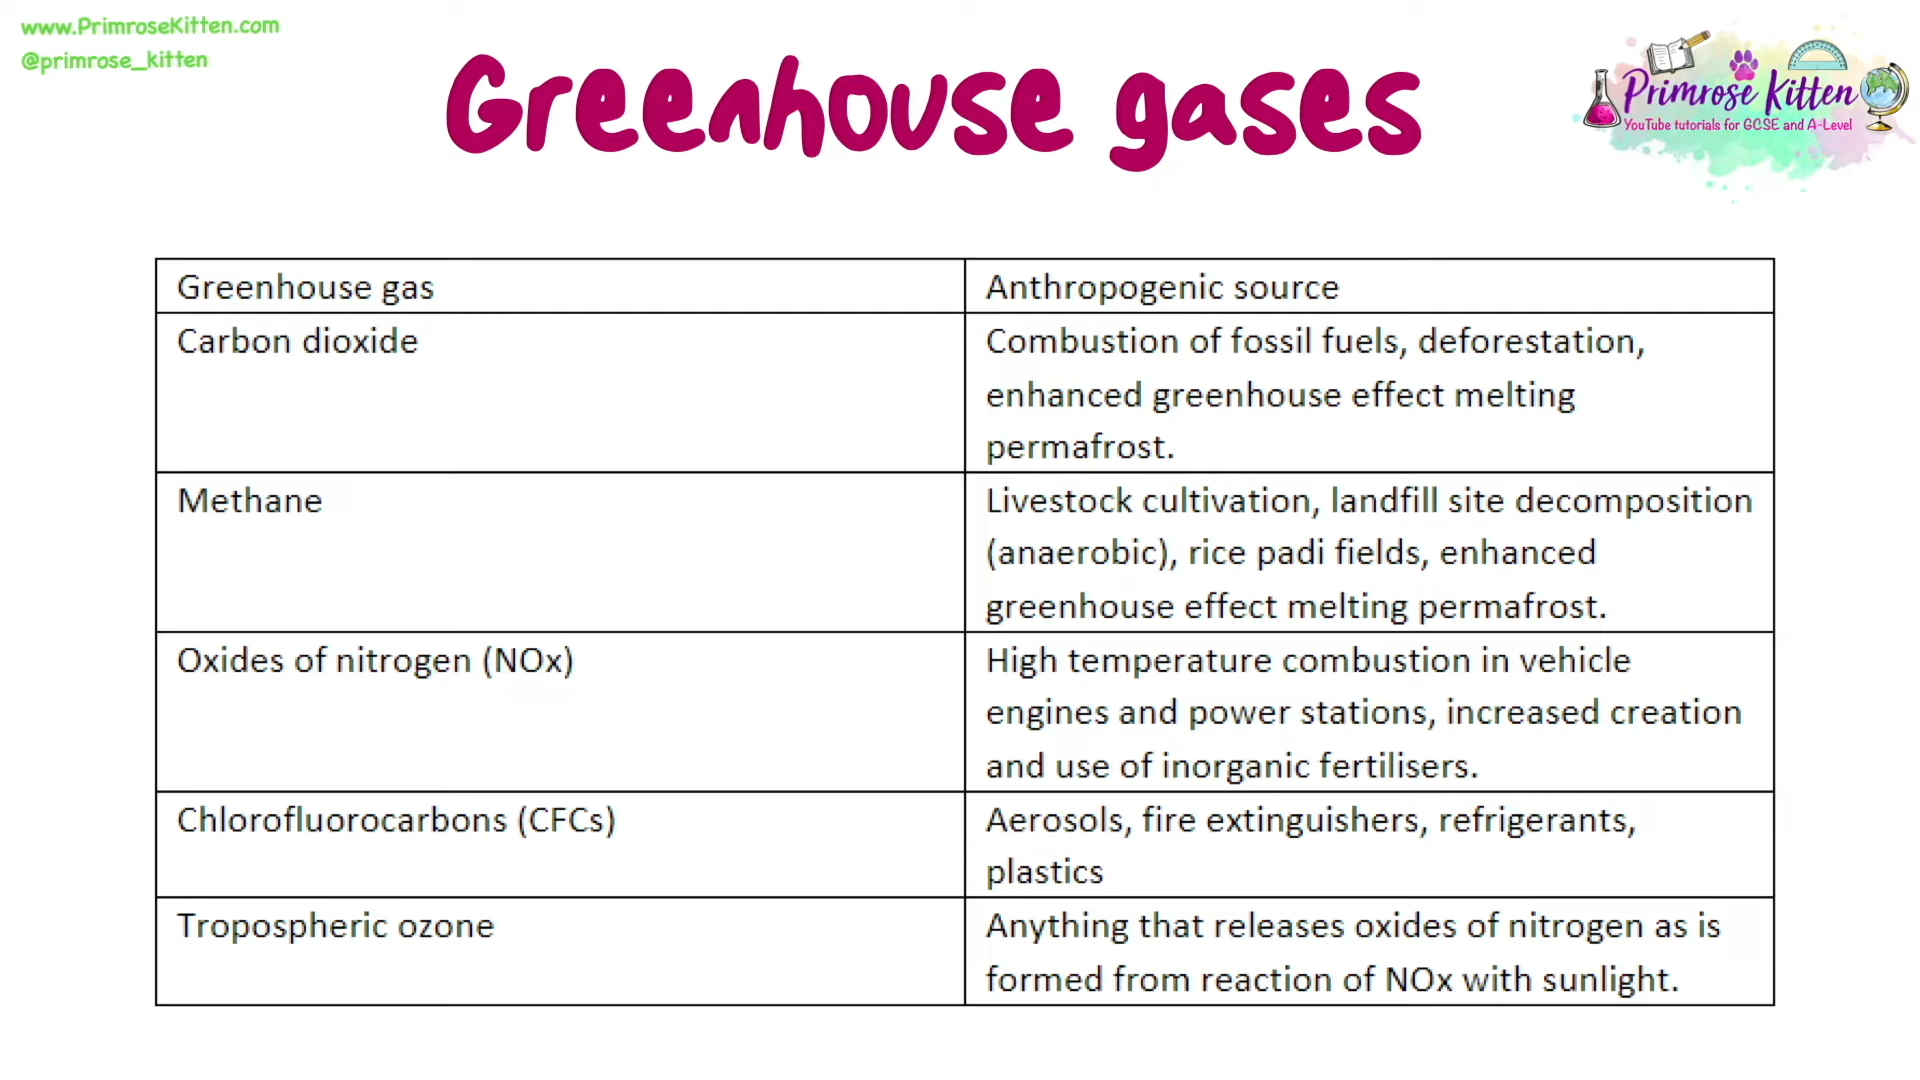 www.PrimroseKitten.com
@primrose_kitten
Greenhouse gases
Primrose Kitten
YouTube tutorials for GCSE and A-Level
Greenhouse gas
Anthropogenic source
Carbon dioxide
Combustion of fossil fuels, deforestation,
enhanced greenhouse effect melting
permafrost.
Methane
Livestock cultivation, landfill site decomposition
(anaerobic), rice padi fields, enhanced
greenhouse effect melting permafrost.
Oxides of nitrogen (NOx)
High temperature combustion in vehicle
engines and power stations, increased creation
and use of inorganic fertilisers.
Chlorofluorocarbons (CFCs)
Aerosols, fire extinguishers, refrigerants,
plastics
Tropospheric ozone
Anything that releases oxides of nitrogen as is
formed from reaction of NOx with sunlight.